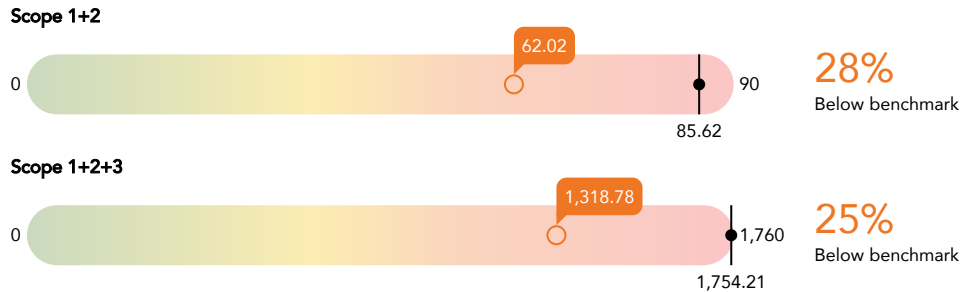 Scope 1+2
62.02
0
90
85.62
28%
Below benchmark
Scope 1+2+3
1,318.78
0
1,760
1,754.21
25%
Below benchmark